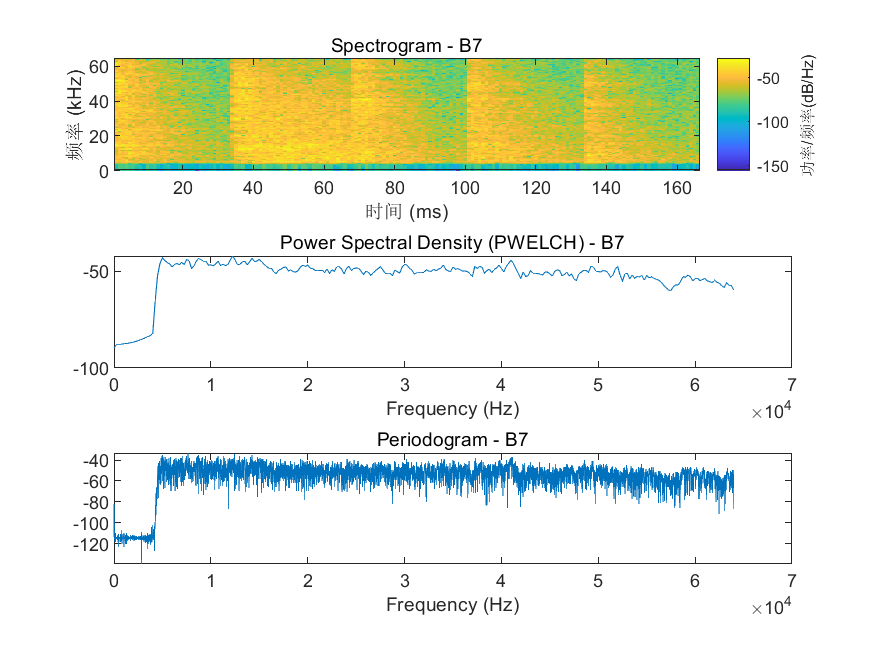 Spectrogram - B7
60
40
20
0
频率 (kHz)
20 40 60 80 100 120 140 160
时间 (ms)
-50
-100
-150
功率/频率(dB/Hz)
Power Spectral Density (PWELCH) - B7
-50
-100
0 1 2 3 4 5 6 7
Frequency (Hz)
×10^4
Periodogram - B7
-40
-60
-80
-100
-120
0 1 2 3 4 5 6 7
Frequency (Hz)
×10^4